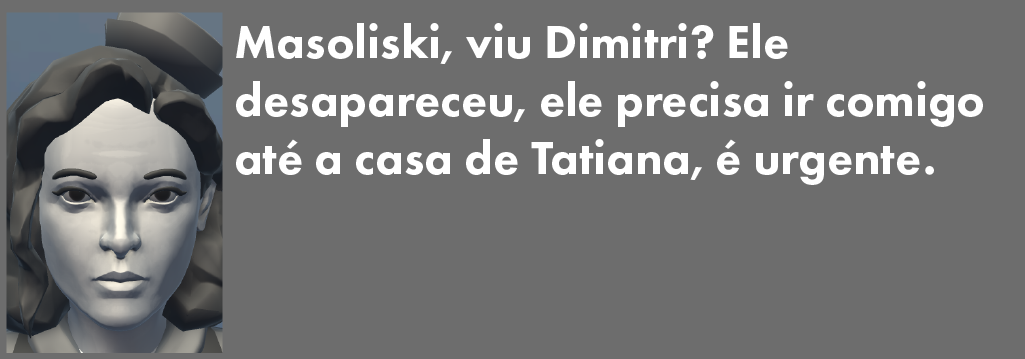 Masoliski, viu Dimitri? Ele
desapareceu, ele precisa ir comigo
até a casa de Tatiana, é urgente.